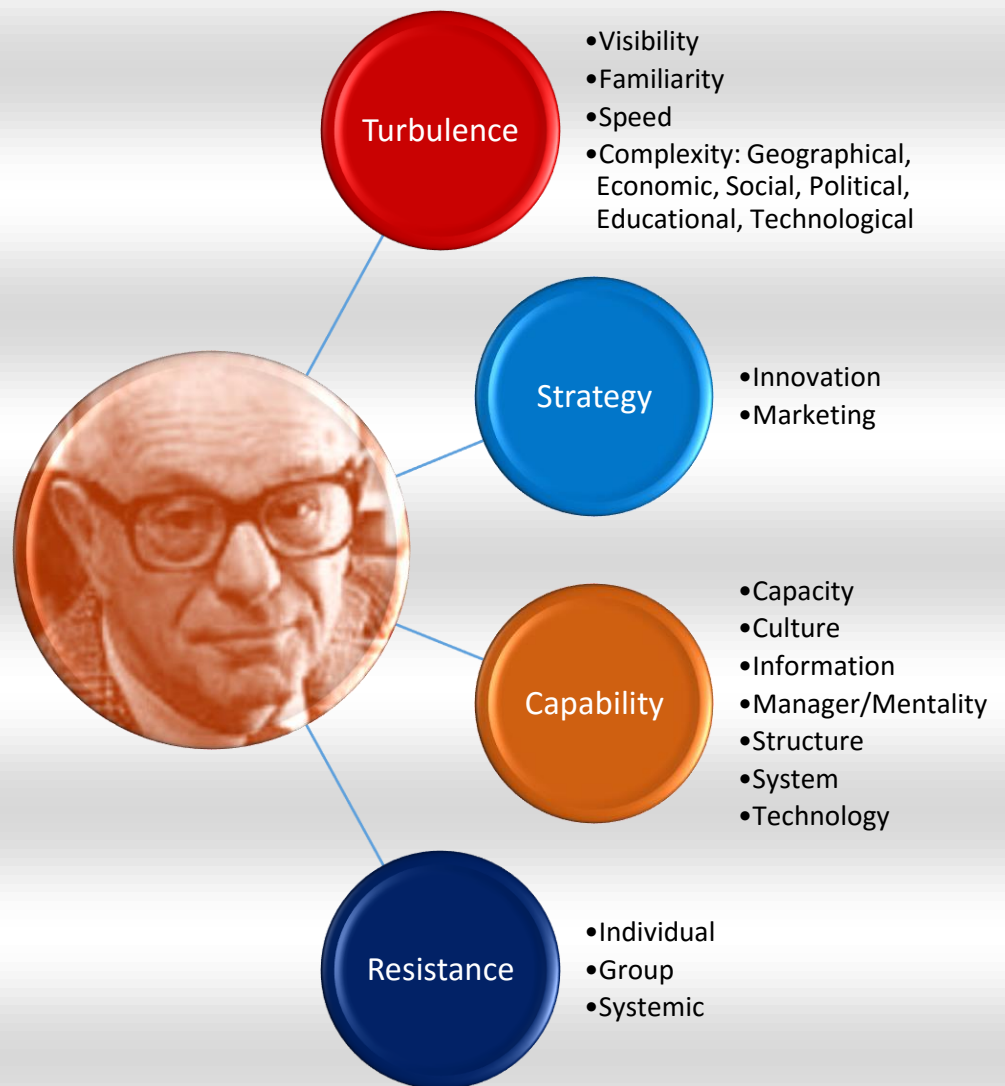 Turbulence
•Visibility
•Familiarity
•Speed
•Complexity: Geographical,
Economic, Social, Political,
Educational, Technological
Strategy
•Innovation
•Marketing
Capability
•Capacity
•Culture
•Information
•Manager/Mentality
•Structure
•System
•Technology
Resistance
•Individual
•Group
•Systemic